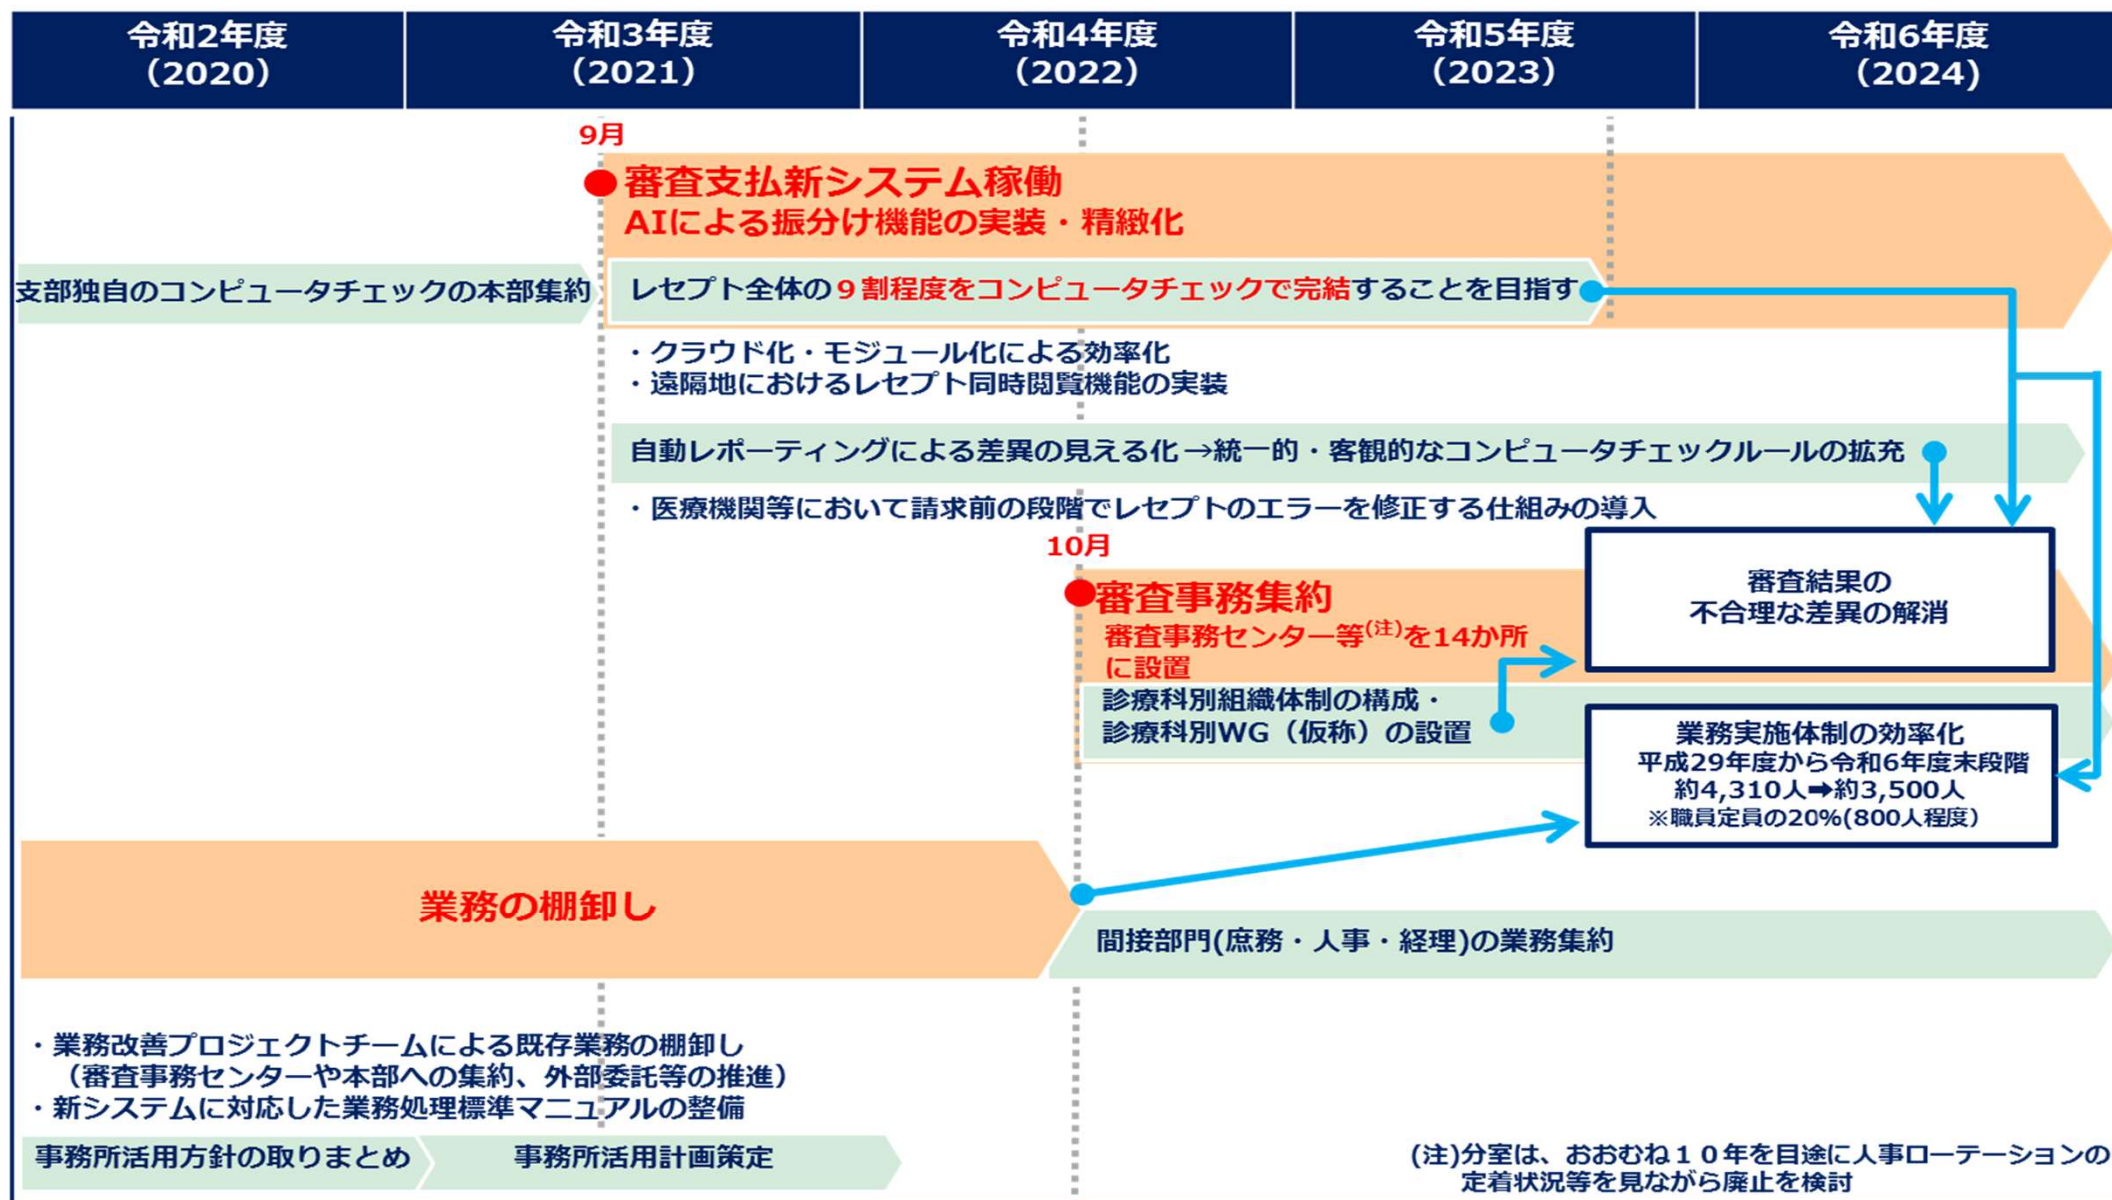 令和2年度
（2020）
令和3年度
（2021）
令和4年度
（2022）
令和5年度
（2023）
令和6年度
（2024）
9月
審査支払新システム稼働
AIによる振分け機能の実装・精緻化
支部独自のコンピュータチェックの本部集約
レセプト全体の９割程度をコンピュータチェックで完結することを目指す
・クラウド化・モジュール化による効率化
・遠隔地におけるレセプト同時閲覧機能の実装
自動レポーティングによる差異の見える化→統一的・客観的なコンピュータチェックルールの拡充
・医療機関等において請求前の段階でレセプトのエラーを修正する仕組みの導入
10月
審査事務集約
審査事務センター等(注)を14か所
に設置
診療科別組織体制の構成・
診療科別WG（仮称）の設置
審査結果の
不合理な差異の解消
業務実施体制の効率化
平成29年度から令和6年度末段階
約4,310人➡約3,500人
※職員定員の20%(800人程度）
業務の棚卸し
間接部門(庶務・人事・経理)の業務集約
・業務改善プロジェクトチームによる既存業務の棚卸し
（審査事務センターや本部への集約、外部委託等の推進）
・新システムに対応した業務処理標準マニュアルの整備
事務所活用方針の取りまとめ
事務所活用計画策定
(注)分室は、おおむね１０年を目途に人事ローテーションの
定着状況等を見ながら廃止を検討